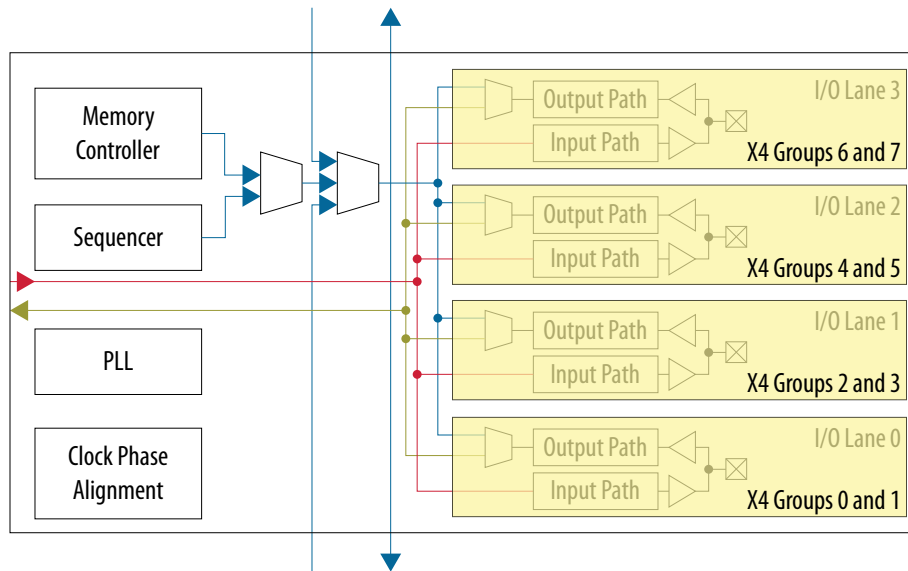 Memory
Controller
Sequencer
PLL
Clock Phase
Alignment
Output Path
I/O Lane 3
Input Path
X4 Groups 6 and 7
Output Path
I/O Lane 2
Input Path
X4 Groups 4 and 5
Output Path
I/O Lane 1
Input Path
X4 Groups 2 and 3
Output Path
I/O Lane 0
Input Path
X4 Groups 0 and 1